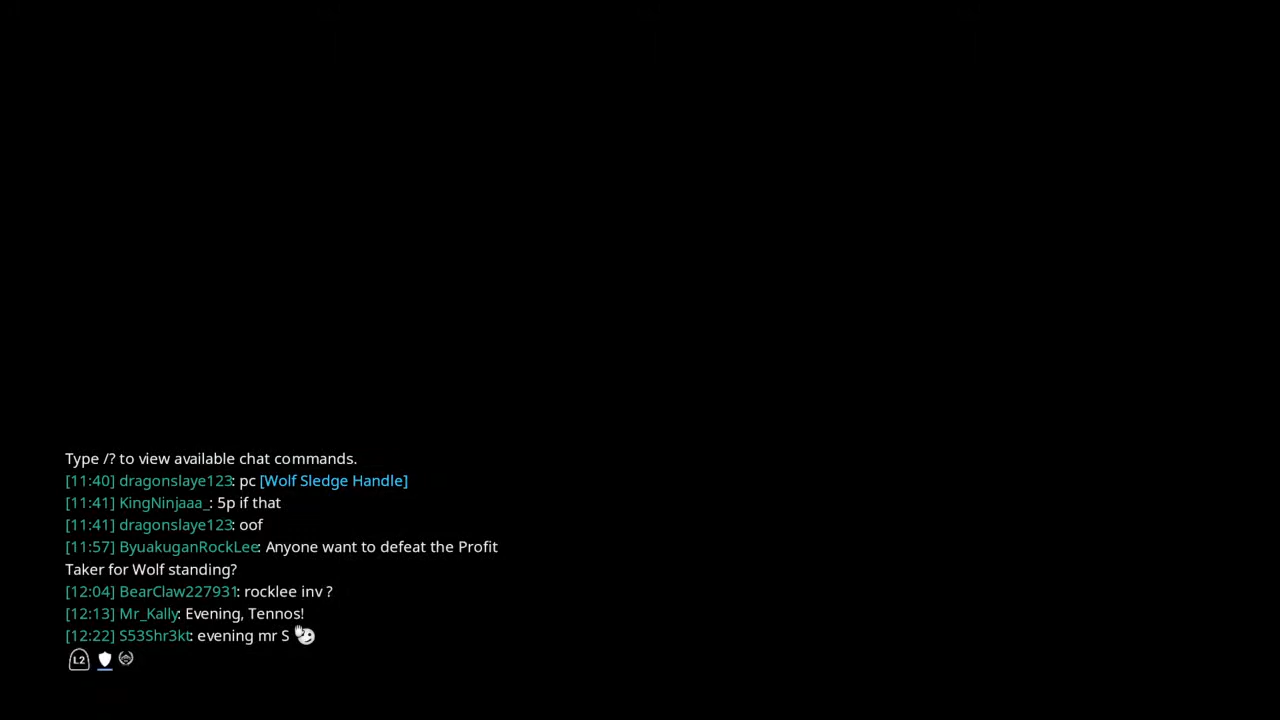 Type /? to view available chat commands.
[11:40] dragonslaye123: pc [Wolf Sledge Handle]
[11:41] KingNinjaaa_: 5p if that
[11:41] dragonslaye123: oof
[11:57] ByuakuganRockLee: Anyone want to defeat the Profit
Taker for Wolf standing?
[12:04] BearClaw227931: rocklee inv ?
[12:13] Mr_Kally: Evening, Tennos!
[12:22] S53Shr3kt: evening mr S
L2